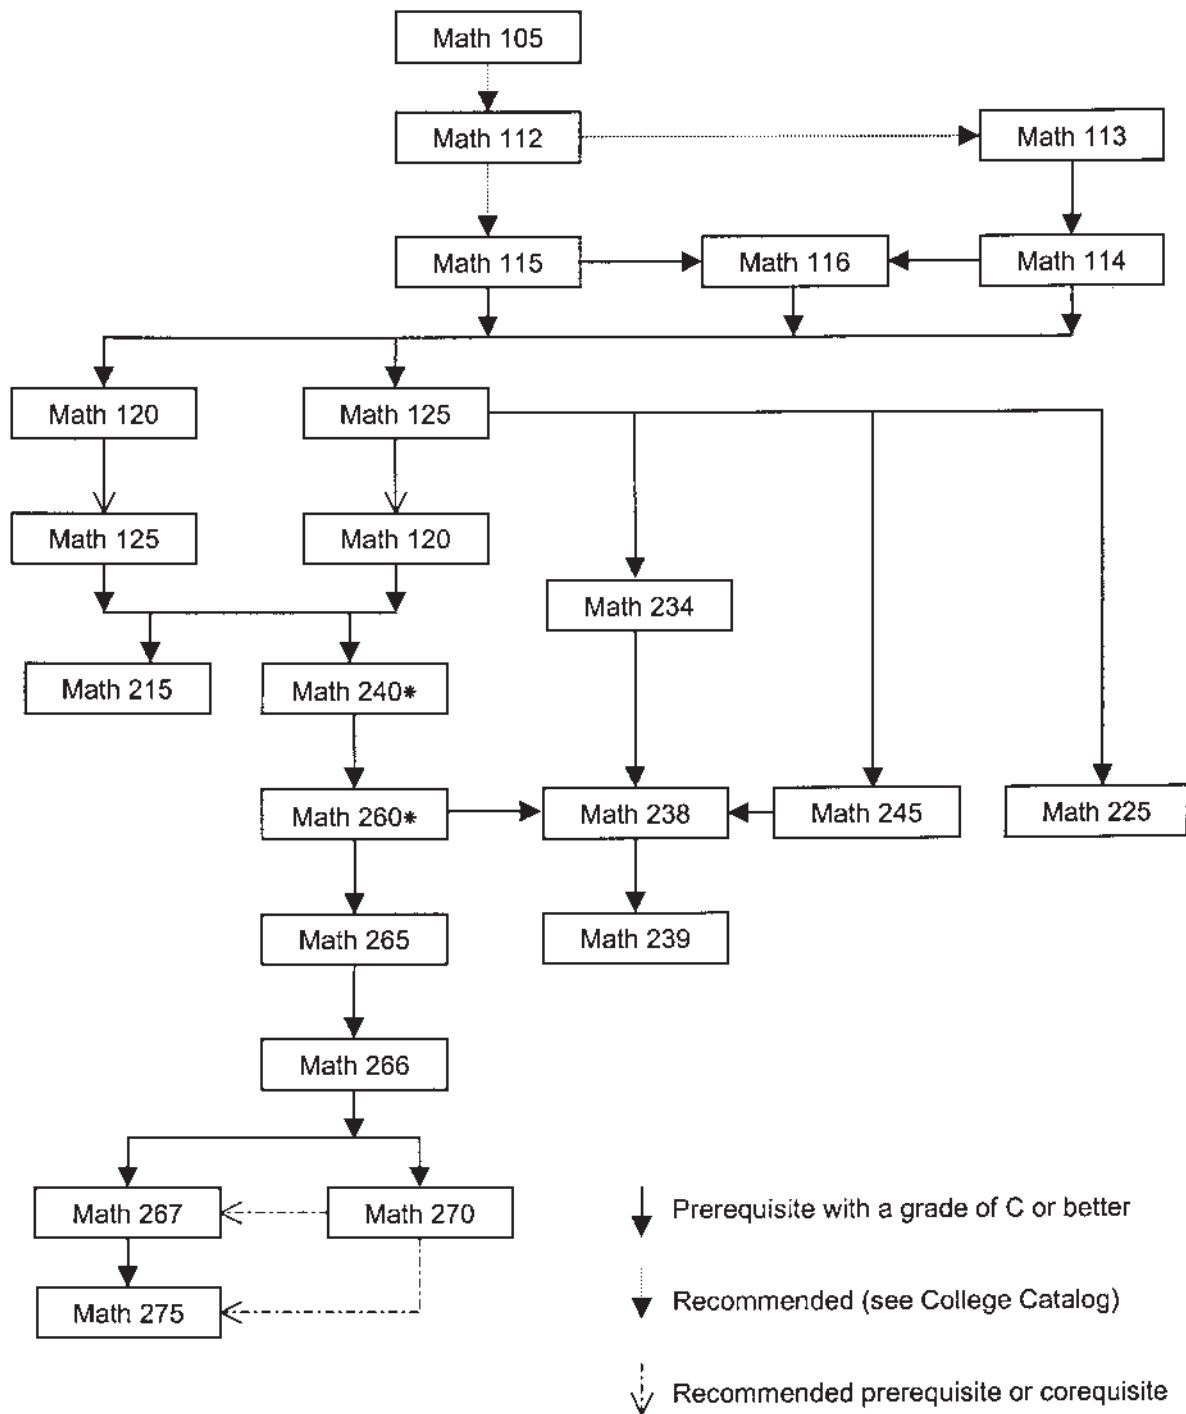 Math 105
Math 112
Math 113
Math 115
Math 116
Math 114
Math 120
Math 125
Math 125
Math 120
Math 234
Math 215
Math 240*
Math 260*
Math 238
Math 245
Math 225
Math 265
Math 239
Math 266
Math 267
Math 270
Math 275
Prerequisite with a grade of C or better
Recommended (see College Catalog)
Recommended prerequisite or corequisite